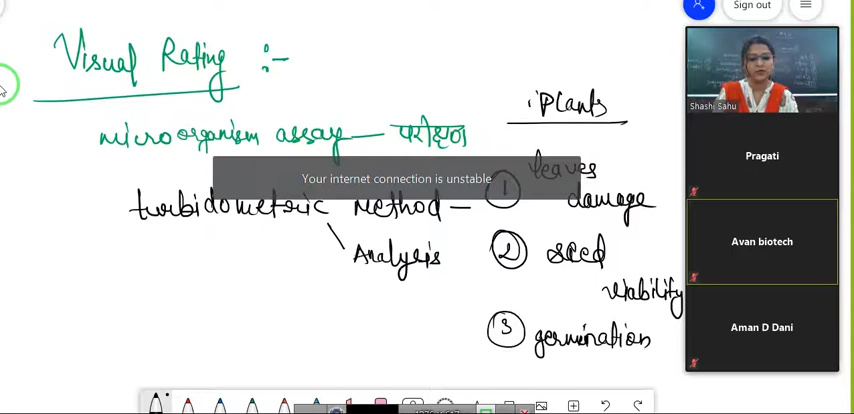 Sign out
Visual Rating :-
microorganism assay — परीक्षण
Plants
Your internet connection is unstable
turbidometric method —
Analysis
① leaves
damage
② seed
viability
③ germination
Shashi Sahu
Pragati
Avan biotech
Aman D Dani